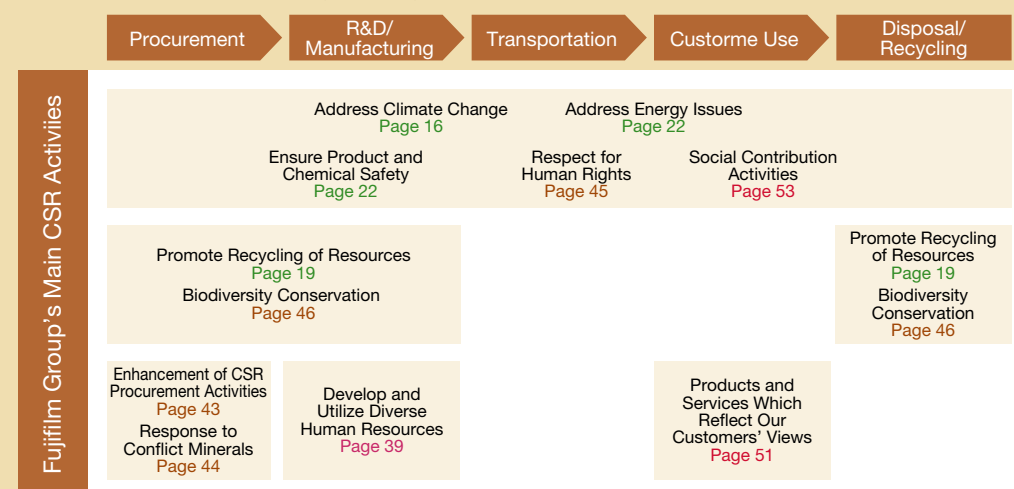 Procurement
R&D/
Manufacturing
Transportation
Custorme Use
Disposal/
Recycling
Fujifilm Group's Main CSR Activiies
Address Climate Change
Page 16
Address Energy Issues
Page 22
Ensure Product and
Chemical Safety
Page 22
Respect for
Human Rights
Page 45
Social Contribution
Activities
Page 53
Promote Recycling of Resources
Page 19
Biodiversity Conservation
Page 46
Promote Recycling
of Resources
Page 19
Biodiversity
Conservation
Page 46
Enhancement of CSR
Procurement Activities
Page 43
Response to
Conflict Minerals
Page 44
Develop and
Utilize Diverse
Human Resources
Page 39
Products and
Services Which
Reflect Our
Customers' Views
Page 51